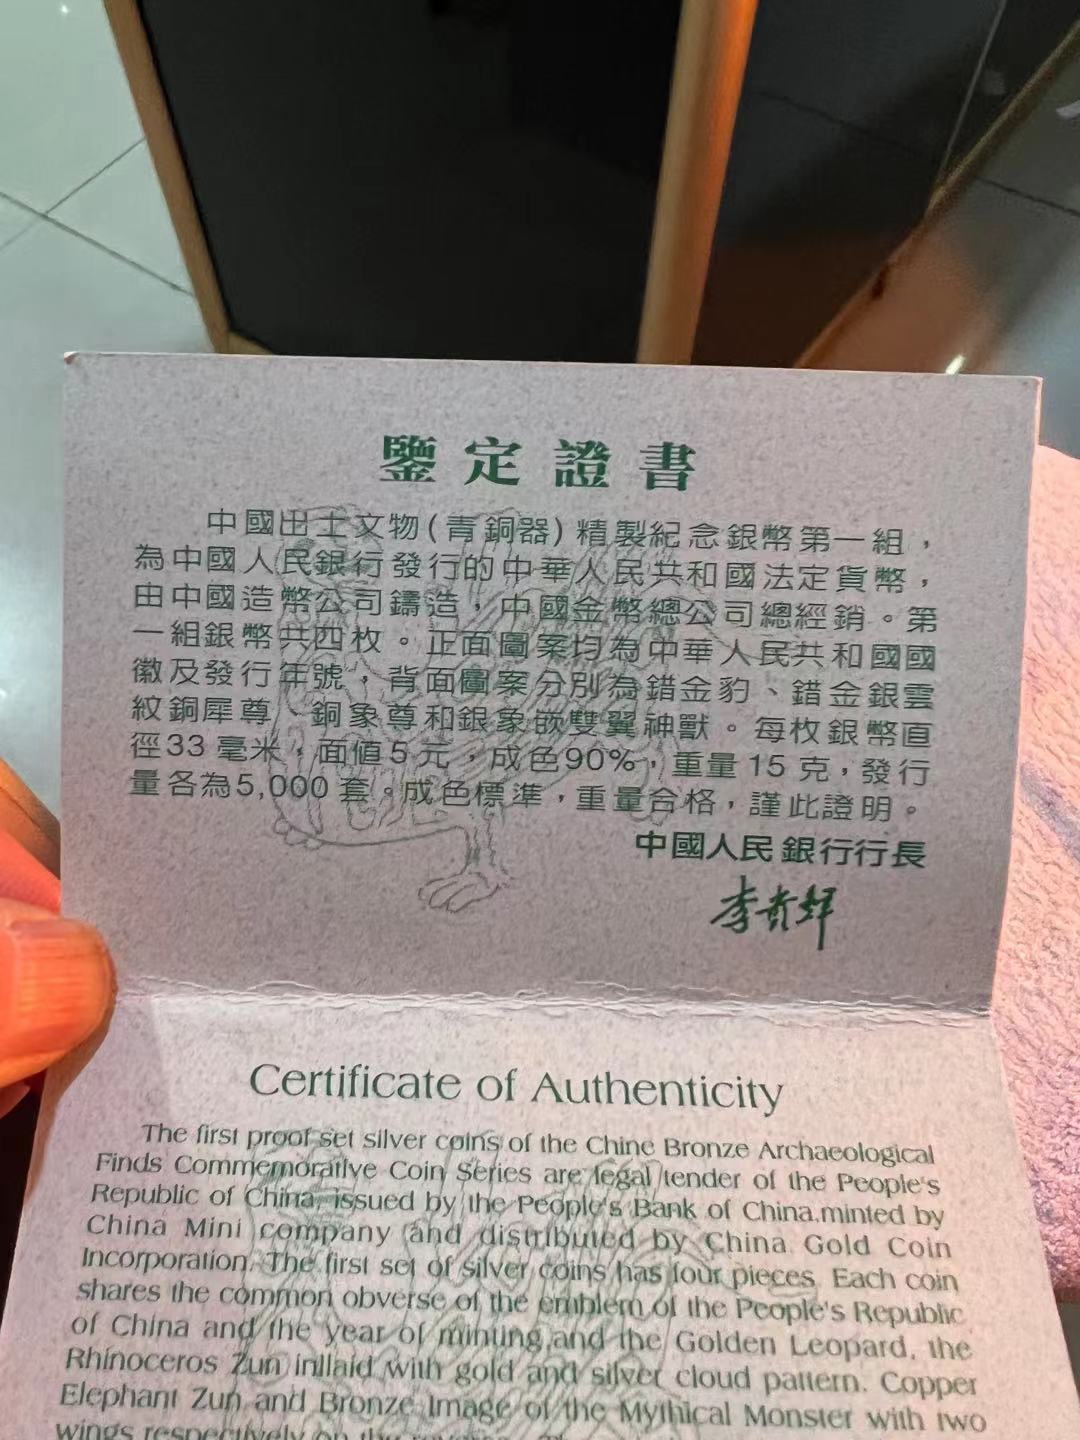 鑒定證書
中國出土文物(青銅器)精製紀念銀幣第一組，
為中國人民銀行發行的中華人民共和國法定貨幣，
由中國造幣公司鑄造，中國金幣總公司總經銷。第
一組銀幣共四枚。正面圖案均為中華人民共和國國
徽及發行年號，背面圖案分別為錯金豹、錯金銀雲
紋銅犀尊、銅象尊和銀象嵌雙翼神獸。每枚銀幣直
徑33毫米，面值5元，成色90%，重量15克，發行
量各為5,000套。成色標準，重量合格，謹此證明。
中國人民銀行行長
李贵鲜
Certificate of Authenticity
The first proof set silver coins of the Chine Bronze Archaeological
Finds Commemorative Coin Series are legal tender of the People's
Republic of China, issued by the People's Bank of China.minted by
China Mini company and distributed by China Gold Coin
Incorporation. The first set of silver coins has four pieces. Each coin
shares the common obverse of the emblem of the People's Republic
of China and the year of minting,and the Golden Leopard, the
Rhinoceros Zun inllaid with gold and silver cloud pattern. Copper
Elephant Zun and Bronze Image of the Mythical Monster with two
wings respectively on the reverse.